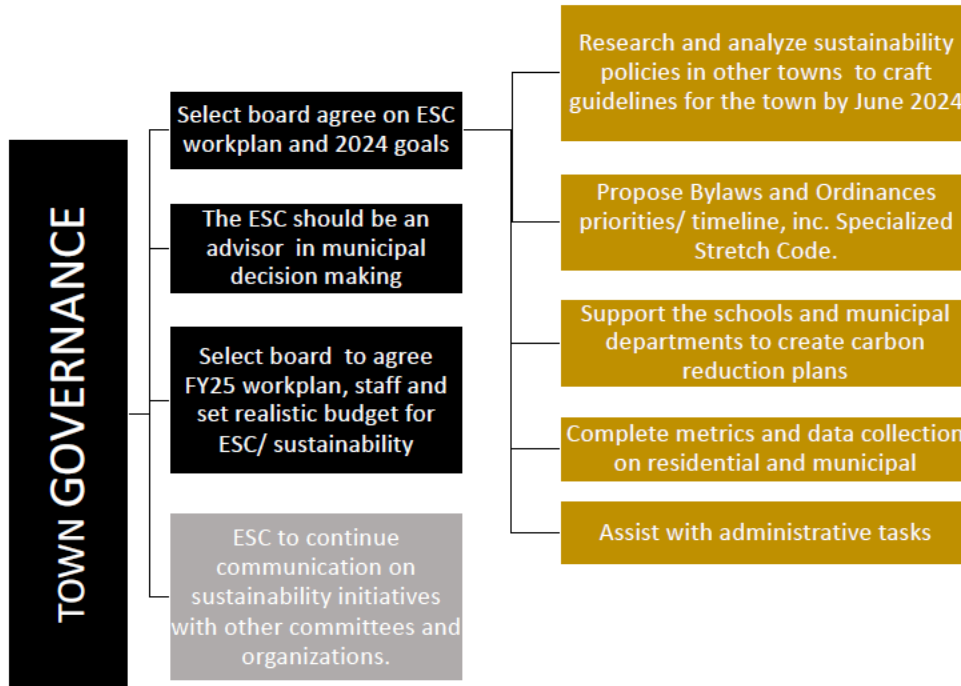 TOWN GOVERNANCE
Select board agree on ESC
workplan and 2024 goals
The ESC should be an
advisor in municipal
decision making
Select board to agree
FY25 workplan, staff and
set realistic budget for
ESC/ sustainability
ESC to continue
communication on
sustainability initiatives
with other committees and
organizations.
Research and analyze sustainability
policies in other towns to craft
guidelines for the town by June 2024
Propose Bylaws and Ordinances
priorities/ timeline, inc. Specialized
Stretch Code.
Support the schools and municipal
departments to create carbon
reduction plans
Complete metrics and data collection
on residential and municipal
Assist with administrative tasks